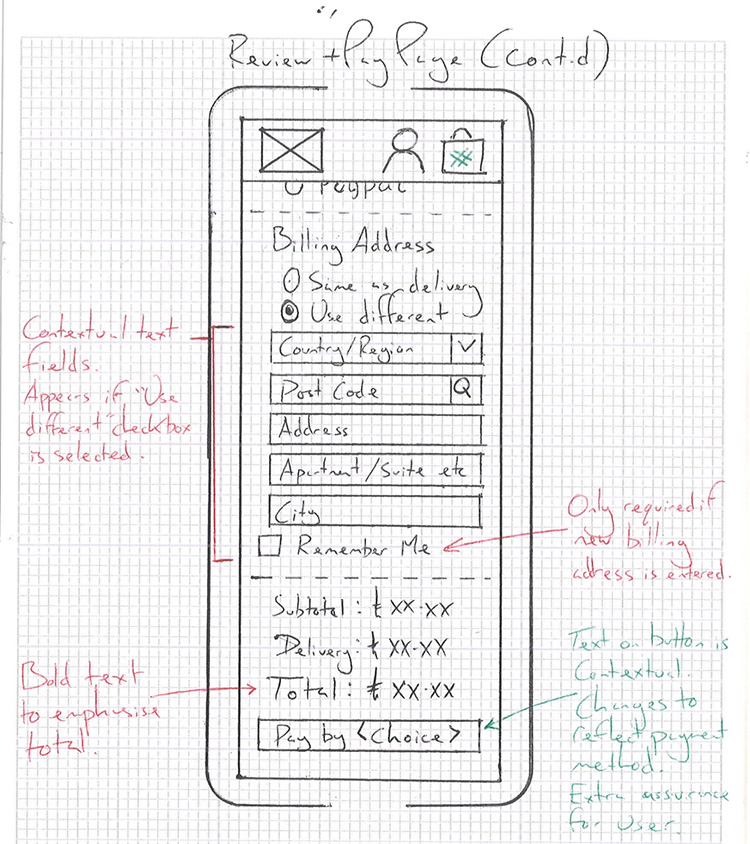 Review + Pay Page (Cont.d)
Paypal
Billing Address
Same as delivery
Use different
Country/Region
Post Code
Address
Apartment/Suite etc
City
Remember Me
Subtotal: £ XX.XX
Delivery: £ XX.XX
Total: £ XX.XX
Pay by <Choice>
Contextual text
fields.
Appears if "Use
different" checkbox
is selected.
Only required if
new billing
adress is entered.
Bold text
to emphasise
total.
Text on button is
Contextual.
Changes to
reflect payment
method.
Extra assurance
for user.